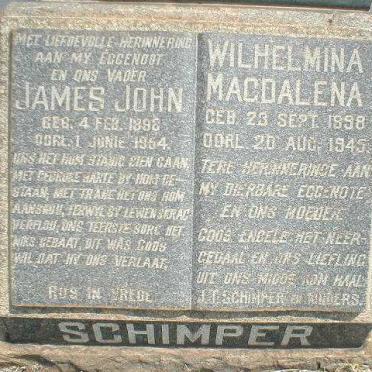 MET LIEFDEVOLLE HERINNERING
AAN MY EGGENOOT
EN ONS VADER
JAMES JOHN
GEB. 4 FEB. 1898
OORL. 1 JUNIE 1954.
ONS HET HOM STADIG SIEN GAAN,
MET GEBROKE HARTE BY HOM GE-
STAAN, MET TRANE HET ONS HOM
AANSKOU, TERWYL SY LEWENSKRAG
VERFLOU, ONS TEERSTE SORG HET
NIKS GEBAAT, DIT WAS GODS
WIL DAT HY ONS VERLAAT,
RUS IN VREDE
WILHELMINA
MAGDALENA
GEB. 23 SEPT. 1898
OORL. 20 AUG. 1945.
TERE HERINNERINGE AAN
MY DIERBARE EGGENOTE
EN ONS MOEDER.
GODS ENGELE HET NEER-
GEDAAL EN ONS LIEFLING
UIT ONS MIDDE KOM HAAL
J.J. SCHIMPER EN KINDERS.
SCHIMPER